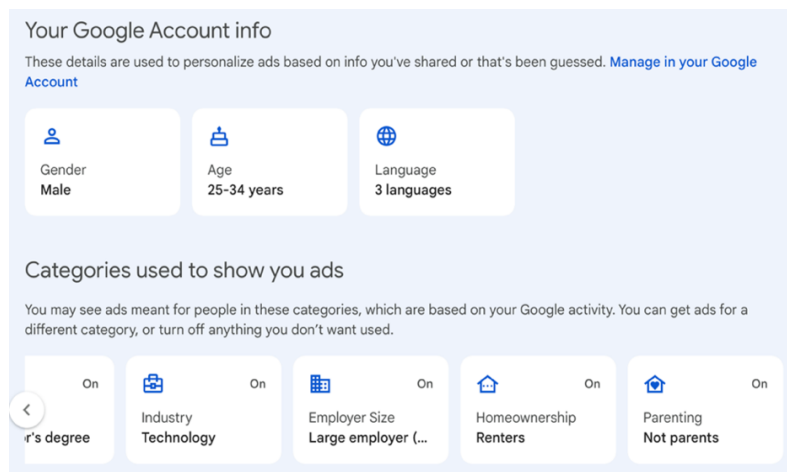 Your Google Account info
These details are used to personalize ads based on info you've shared or that's been guessed. Manage in your Google
Account
Gender
Male
Age
25-34 years
Language
3 languages
Categories used to show you ads
You may see ads meant for people in these categories, which are based on your Google activity. You can get ads for a
different category, or turn off anything you don’t want used.
On
r's degree
On
Industry
Technology
On
Employer Size
Large employer (...
On
Homeownership
Renters
On
Parenting
Not parents